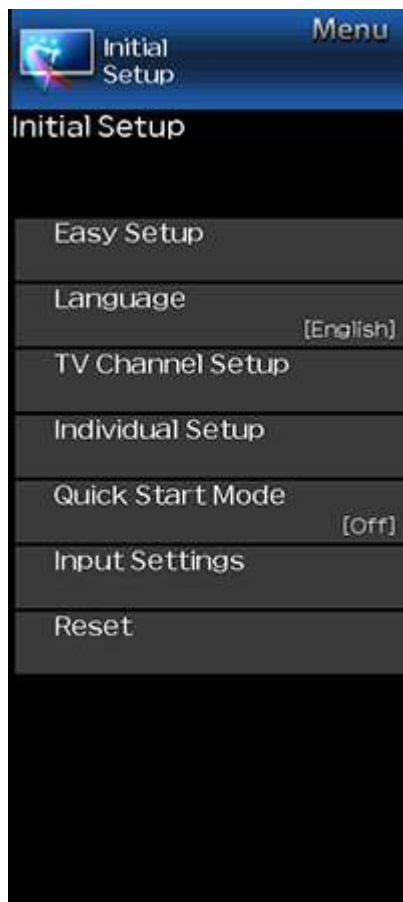 Menu
Initial
Setup
Initial Setup
Easy Setup
Language
[English]
TV Channel Setup
Individual Setup
Quick Start Mode
[Off]
Input Settings
Reset